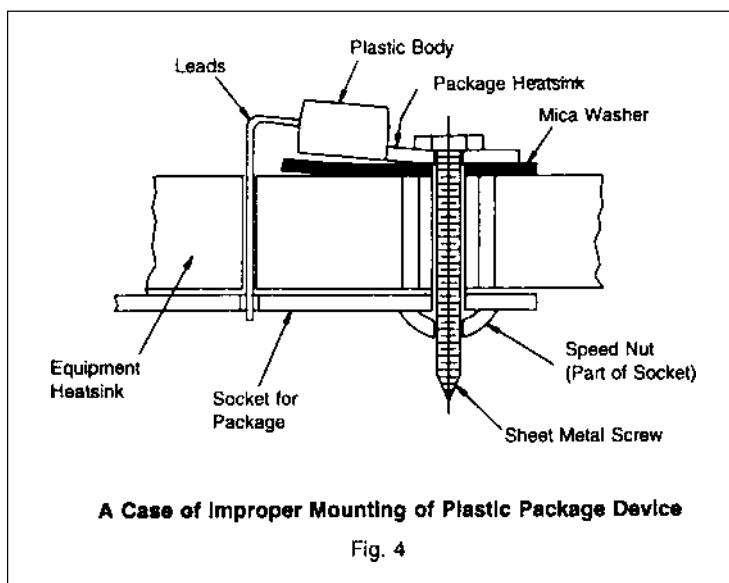 Plastic Body
Leads
Package Heatsink
Mica Washer
Equipment
Heatsink
Socket for
Package
Speed Nut
(Part of Socket)
Sheet Metal Screw
A Case of Improper Mounting of Plastic Package Device
Fig. 4